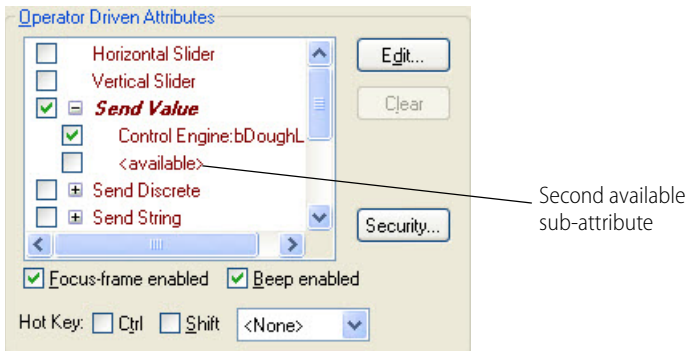 Operator Driven Attributes
Horizontal Slider
Vertical Slider
Send Value
Control Engine:bDoughL
<available>
Send Discrete
Send String
Edit...
Clear
Security...
Second available
sub-attribute
Focus-frame enabled Beep enabled
Hot Key: Ctrl Shift <None>